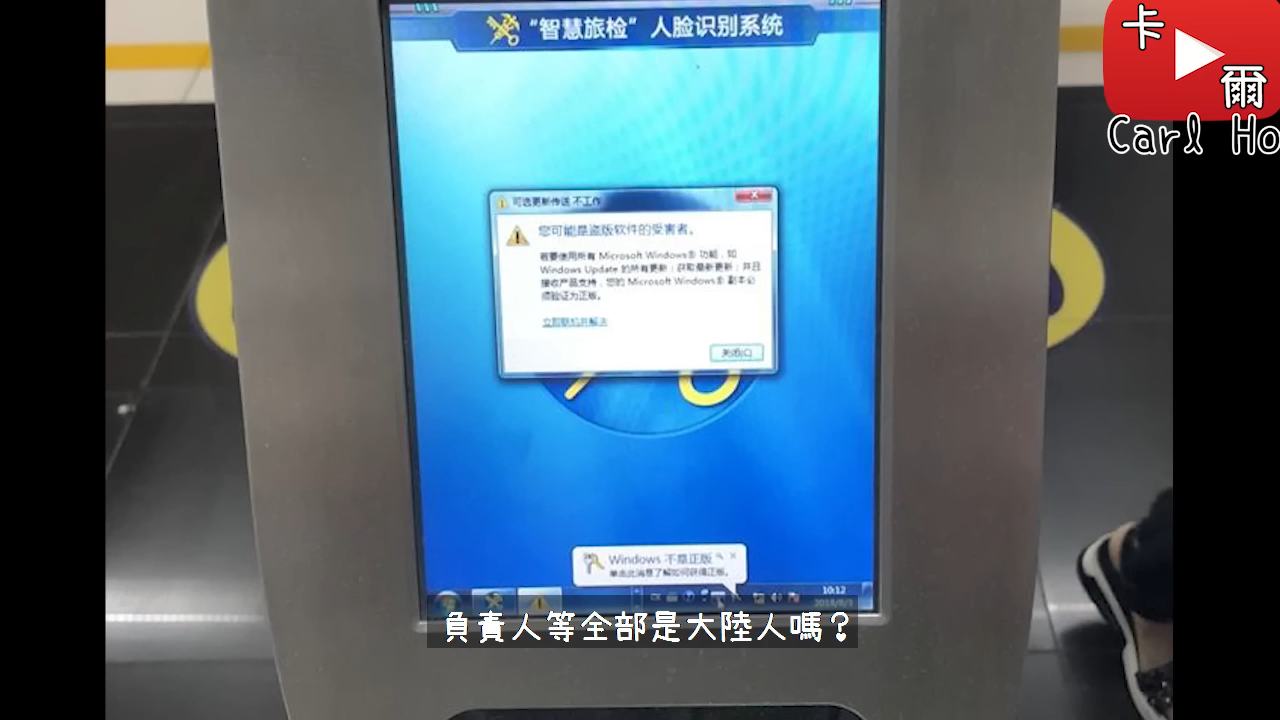 “智慧旅检”人脸识别系统
卡
爾
Carl Ho
可选更新传送 不工作
您可能是盗版软件的受害者。
若要使用所有 Microsoft Windows® 功能，如
Windows Update 的所有更新；获取最新更新；并且
接收产品支持，您的 Microsoft Windows® 副本必
须验证为正版。
立即联机并解决
关闭(C)
Windows 不是正版
单击此消息了解如何获得正版。
10:12
負責人等全部是大陸人嗎？